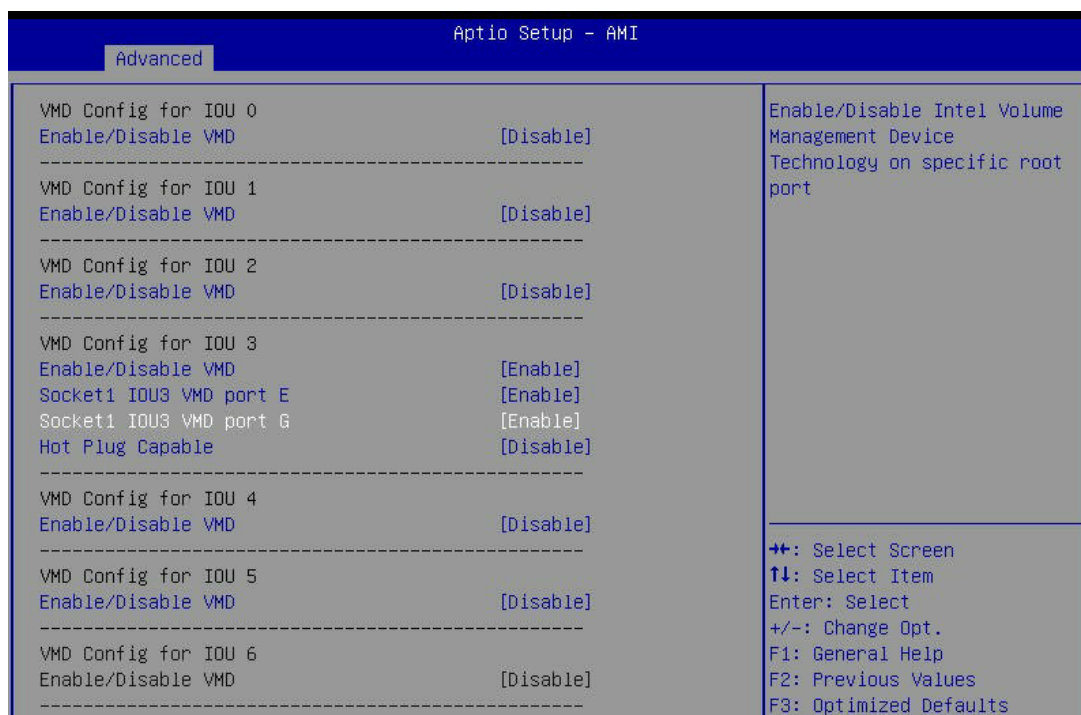 Aptio Setup - AMI
Advanced
VMD Config for IOU 0
Enable/Disable VMD [Disable]
------------------------------------------------------
VMD Config for IOU 1
Enable/Disable VMD [Disable]
------------------------------------------------------
VMD Config for IOU 2
Enable/Disable VMD [Disable]
------------------------------------------------------
VMD Config for IOU 3
Enable/Disable VMD [Enable]
Socket1 IOU3 VMD port E [Enable]
Socket1 IOU3 VMD port G [Enable]
Hot Plug Capable [Disable]
------------------------------------------------------
VMD Config for IOU 4
Enable/Disable VMD [Disable]
------------------------------------------------------
VMD Config for IOU 5
Enable/Disable VMD [Disable]
------------------------------------------------------
VMD Config for IOU 6
Enable/Disable VMD [Disable]
------------------------------------------------------
Enable/Disable Intel Volume
Management Device
Technology on specific root
port
→←: Select Screen
↑↓: Select Item
Enter: Select
+/-: Change Opt.
F1: General Help
F2: Previous Values
F3: Optimized Defaults